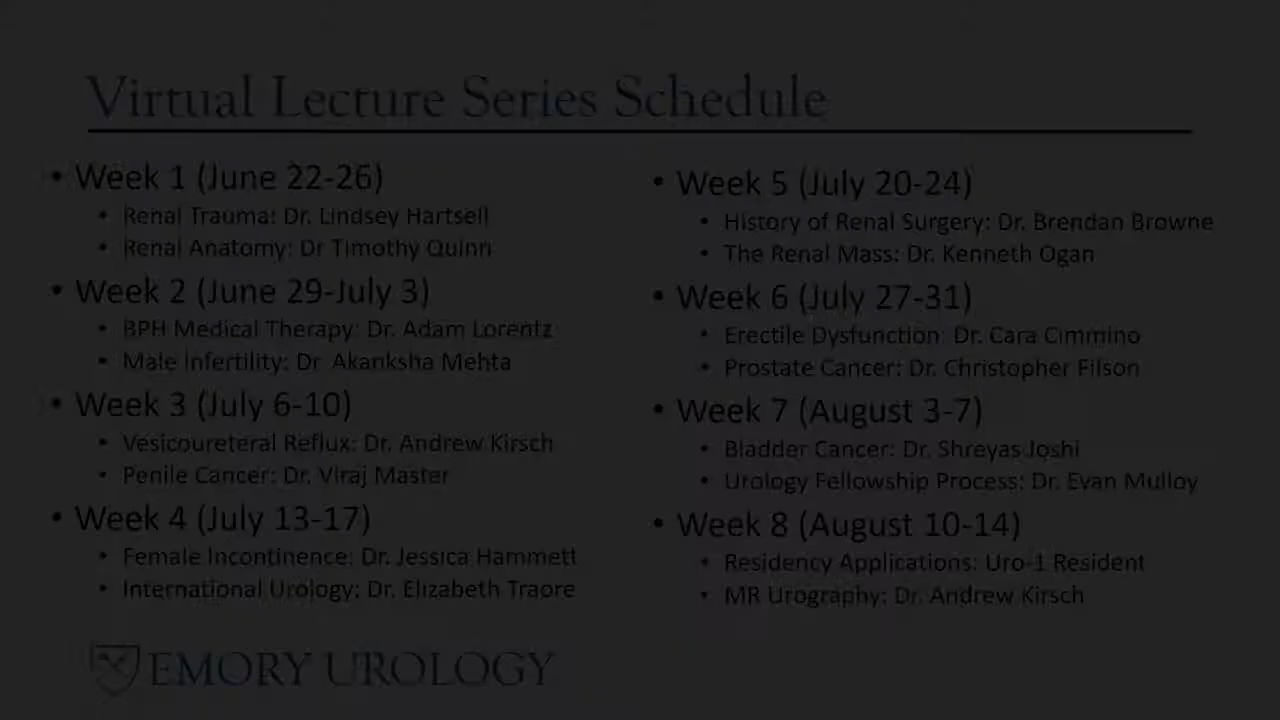 Virtual Lecture Series Schedule
• Week 1 (June 22-26)
• Renal Trauma: Dr. Lindsey Hartsell
• Renal Anatomy: Dr Timothy Quinn
• Week 2 (June 29-July 3)
• BPH Medical Therapy: Dr. Adam Lorentz
• Male Infertility: Dr Akanksha Mehta
• Week 3 (July 6-10)
• Vesicoureteral Reflux: Dr. Andrew Kirsch
• Penile Cancer: Dr. Viraj Master
• Week 4 (July 13-17)
• Female Incontinence: Dr. Jessica Hammett
• International Urology: Dr. Elizabeth Traore
• Week 5 (July 20-24)
• History of Renal Surgery: Dr. Brendan Browne
• The Renal Mass: Dr. Kenneth Ogan
• Week 6 (July 27-31)
• Erectile Dysfunction: Dr. Cara Cimmino
• Prostate Cancer: Dr. Christopher Filson
• Week 7 (August 3-7)
• Bladder Cancer: Dr. Shreyas Joshi
• Urology Fellowship Process: Dr. Evan Mulloy
• Week 8 (August 10-14)
• Residency Applications: Uro-1 Resident
• MR Urography: Dr. Andrew Kirsch
EMORY UROLOGY